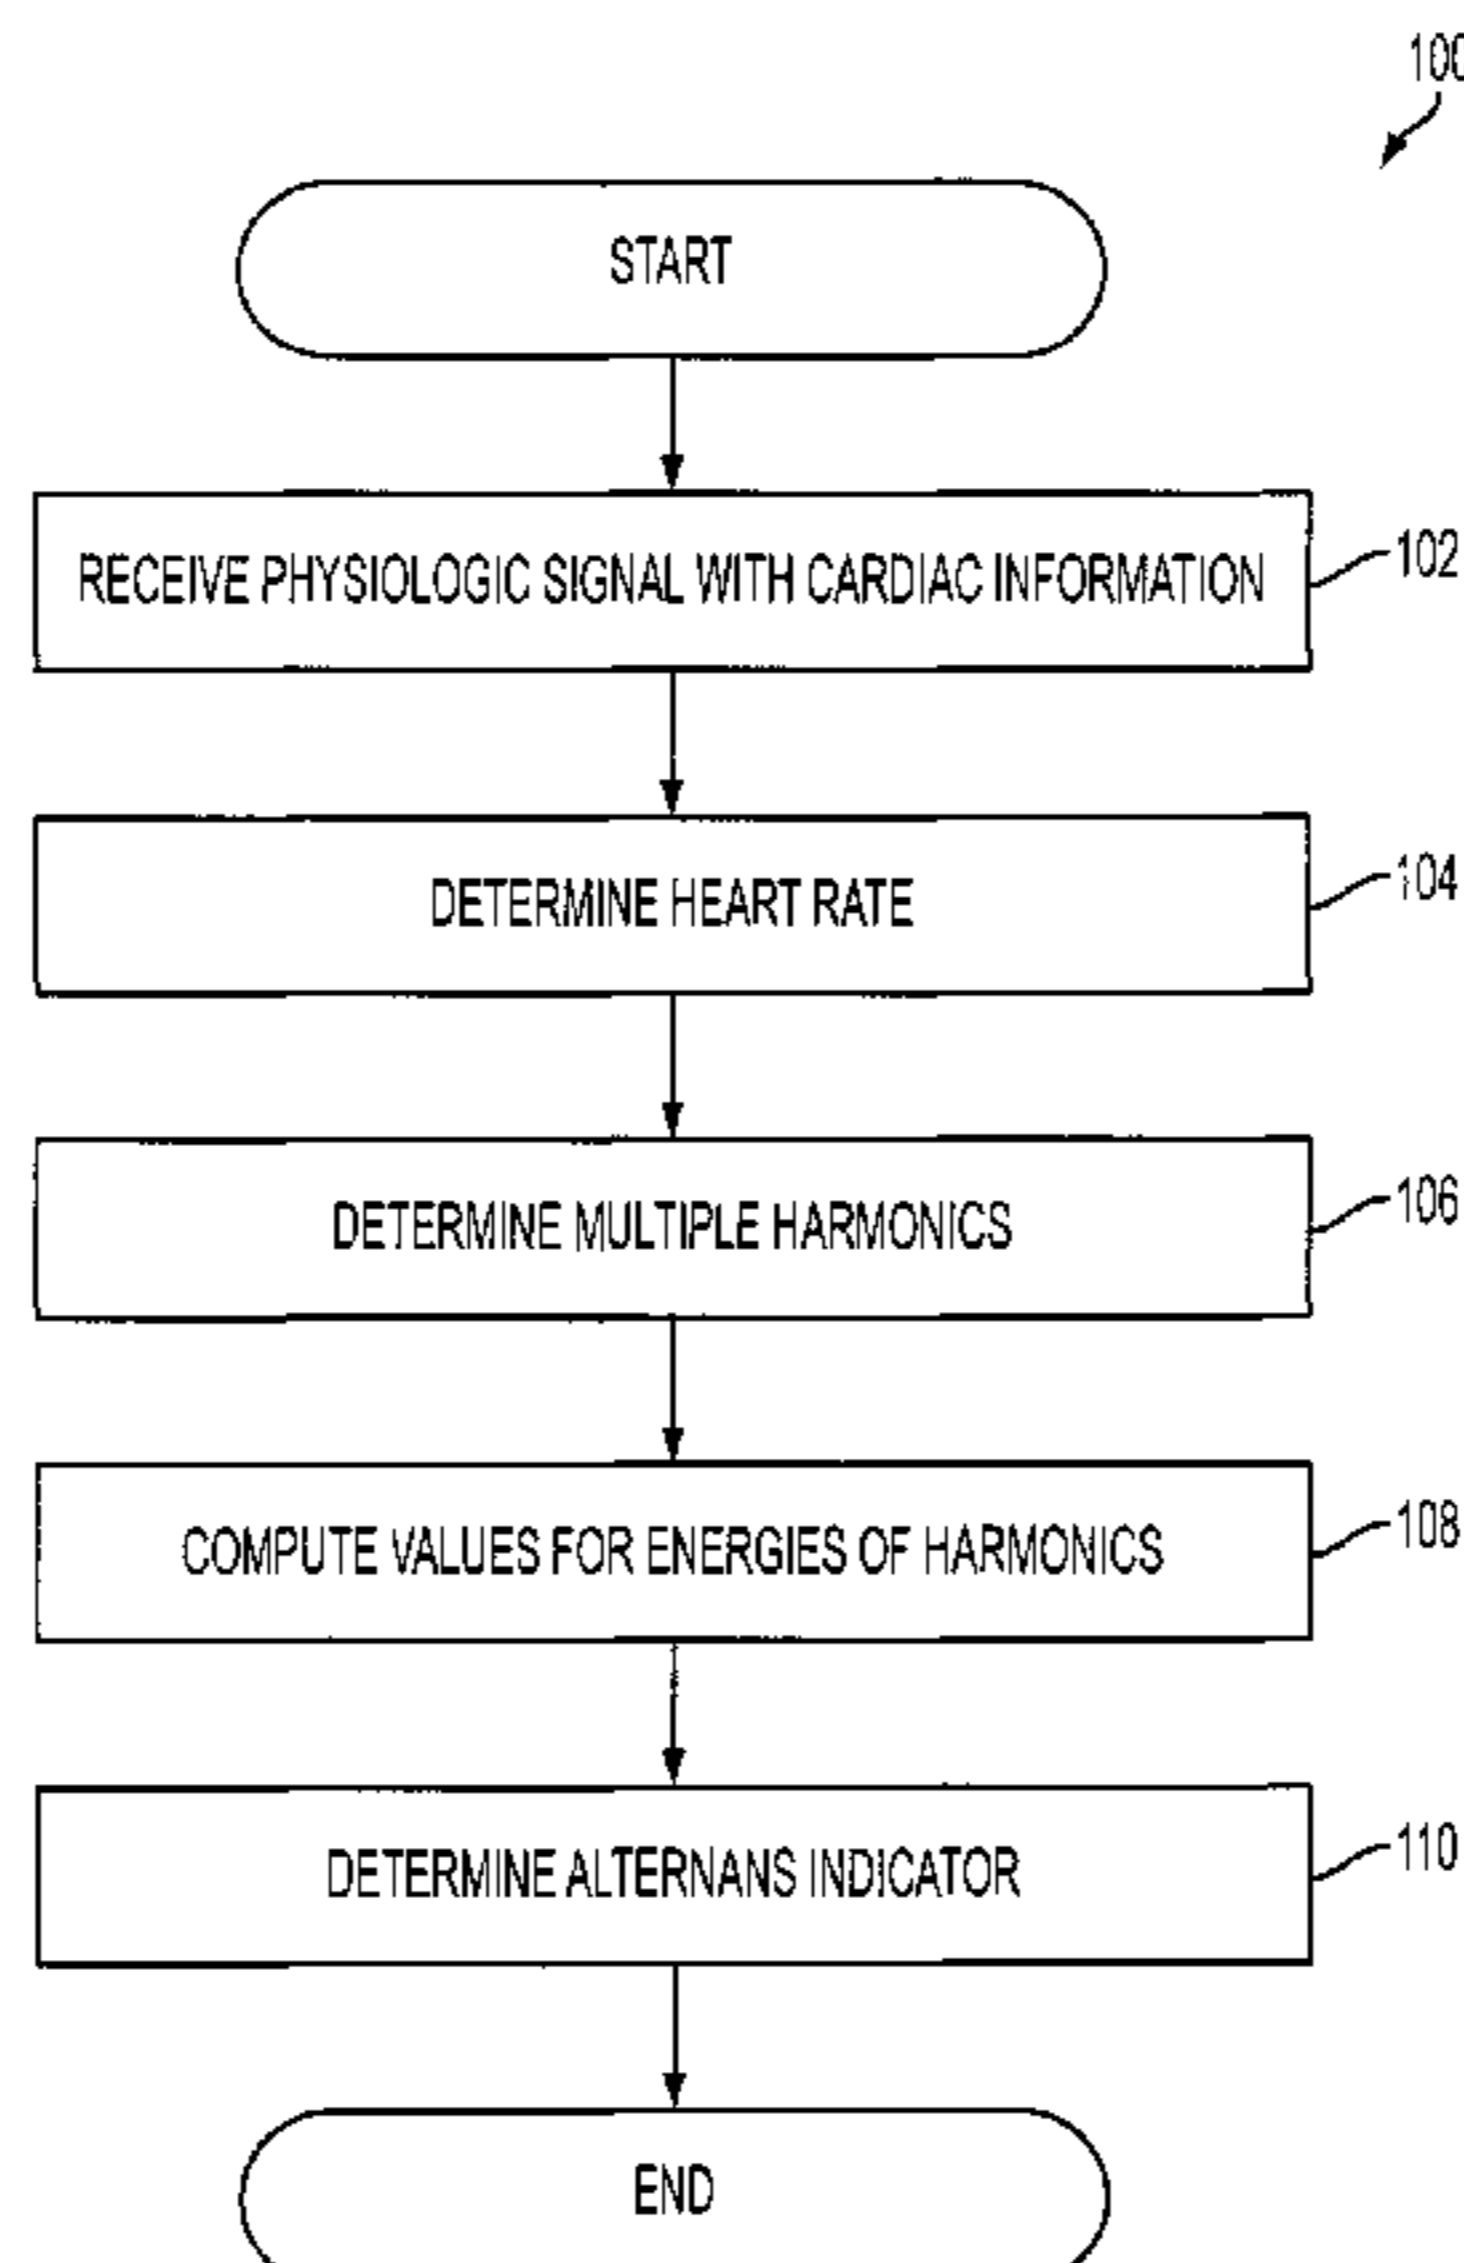 100
START
RECEIVE PHYSIOLOGIC SIGNAL WITH CARDIAC INFORMATION
102
DETERMINE HEART RATE
104
DETERMINE MULTIPLE HARMONICS
106
COMPUTE VALUES FOR ENERGIES OF HARMONICS
108
DETERMINE ALTERNANS INDICATOR
110
END